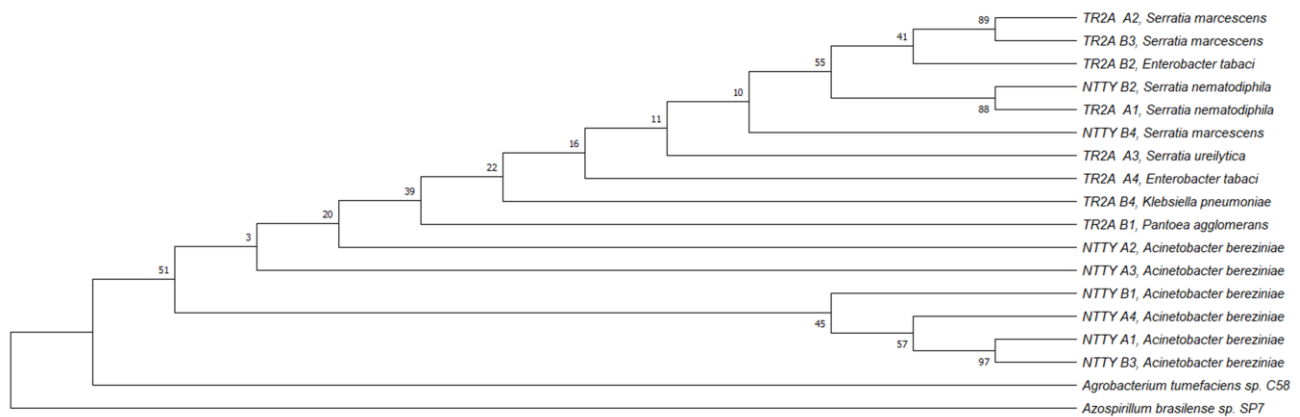 TR2A A2, Serratia marcescens
89
TR2A B3, Serratia marcescens
41
TR2A B2, Enterobacter tabaci
55
NTTY B2, Serratia nematodiphila
10
88
TR2A A1, Serratia nematodiphila
11
NTTY B4, Serratia marcescens
16
TR2A A3, Serratia ureilytica
22
TR2A A4, Enterobacter tabaci
39
TR2A B4, Klebsiella pneumoniae
20
TR2A B1, Pantoea agglomerans
3
NTTY A2, Acinetobacter bereziniae
51
NTTY A3, Acinetobacter bereziniae
NTTY B1, Acinetobacter bereziniae
45
NTTY A4, Acinetobacter bereziniae
57
NTTY A1, Acinetobacter bereziniae
97
NTTY B3, Acinetobacter bereziniae
Agrobacterium tumefaciens sp. C58
Azospirillum brasilense sp. SP7